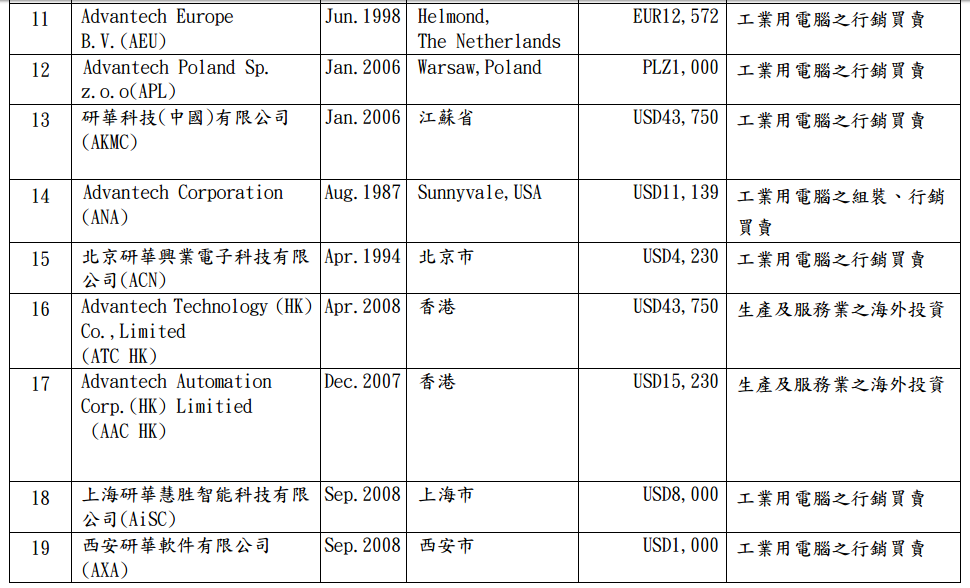 11 Advantech Europe Jun.1998 Helmond, EUR12,572 工業用電腦之行銷買賣
B.V.(AEU) The Netherlands
12 Advantech Poland Sp. Jan.2006 Warsaw,Poland PLZ1,000 工業用電腦之行銷買賣
z.o.o(APL)
13 研華科技(中國)有限公司 Jan.2006 江蘇省 USD43,750 工業用電腦之行銷買賣
(AKMC)
14 Advantech Corporation Aug.1987 Sunnyvale,USA USD11,139 工業用電腦之組裝、行銷
(ANA) 買賣
15 北京研華興業電子科技有限 Apr.1994 北京市 USD4,230 工業用電腦之行銷買賣
公司(ACN)
16 Advantech Technology (HK) Apr.2008 香港 USD43,750 生產及服務業之海外投資
Co.,Limited
(ATC HK)
17 Advantech Automation Dec.2007 香港 USD15,230 生產及服務業之海外投資
Corp.(HK) Limitied
(AAC HK)
18 上海研華慧胜智能科技有限 Sep.2008 上海市 USD8,000 工業用電腦之行銷買賣
公司(AiSC)
19 西安研華軟件有限公司 Sep.2008 西安市 USD1,000 工業用電腦之行銷買賣
(AXA)